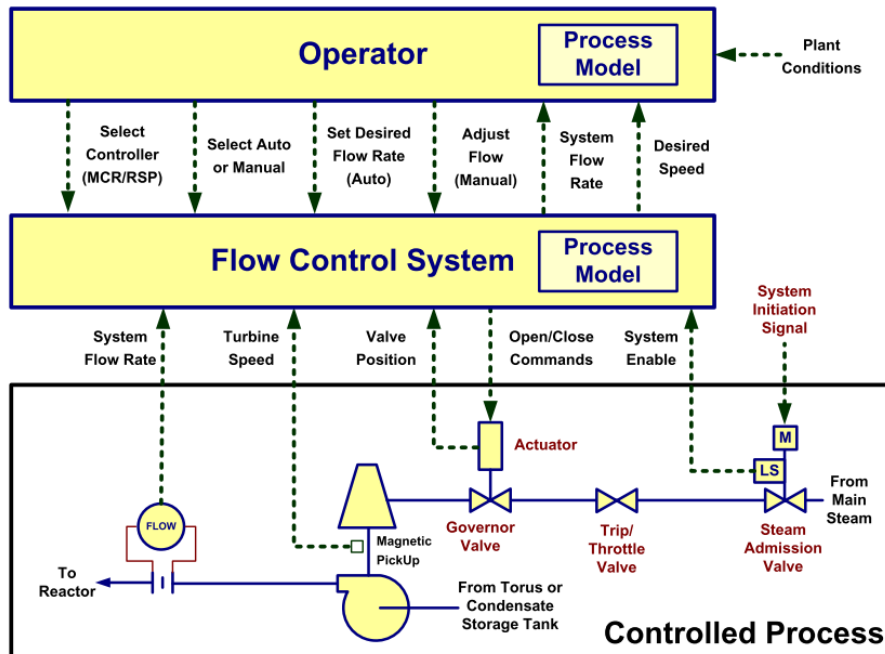 Operator
Process
Model
Plant
Conditions
Select
Controller
(MCR/RSP)
Select Auto
or Manual
Set Desired
Flow Rate
(Auto)
Adjust
Flow
(Manual)
System
Flow
Rate
Desired
Speed
Flow Control System
Process
Model
System
Initiation
Signal
System
Flow Rate
Turbine
Speed
Valve
Position
Open/Close
Commands
System
Enable
M
Actuator
LS
From
Main
Steam
FLOW
Governor
Valve
Trip/
Throttle
Valve
Steam
Admission
Valve
Magnetic
PickUp
To
Reactor
From Torus or
Condensate
Storage Tank
Controlled Process